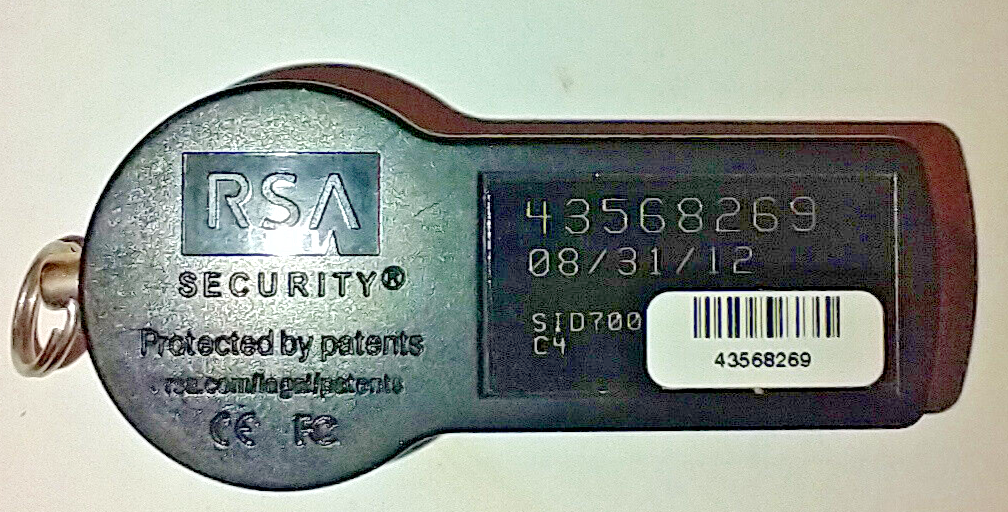 RSA
SECURITY®
Protected by patents
rsa.com/legal/patents
CE FC
43568269
08/31/12
SID700
C4
43568269